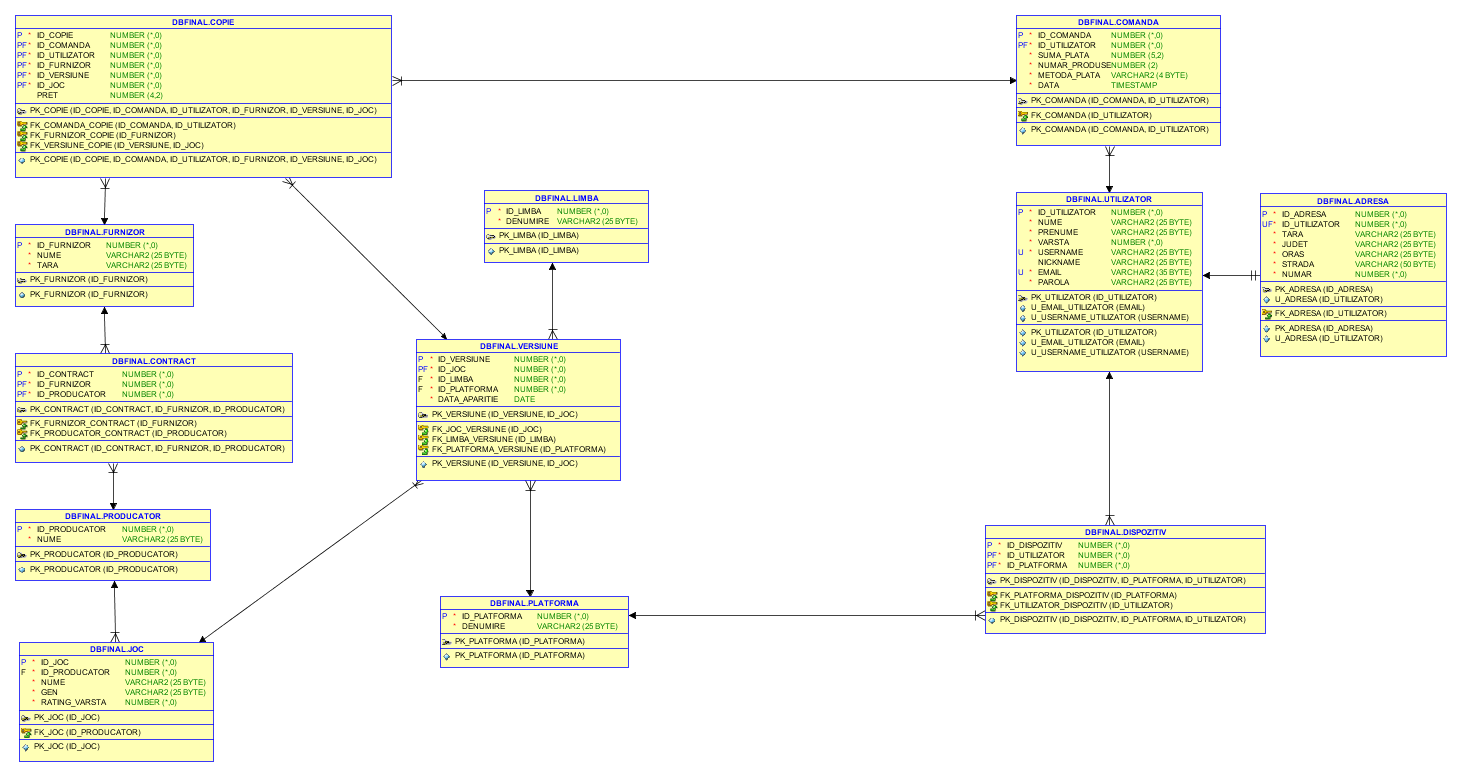 DBFINAL.COPIE
P * ID_COPIE NUMBER (*,0)
PF* ID_COMANDA NUMBER (*,0)
PF* ID_UTILIZATOR NUMBER (*,0)
PF* ID_FURNIZOR NUMBER (*,0)
PF* ID_VERSIUNE NUMBER (*,0)
PF* ID_JOC NUMBER (*,0)
PRET NUMBER (4,2)
PK_COPIE (ID_COPIE, ID_COMANDA, ID_UTILIZATOR, ID_FURNIZOR, ID_VERSIUNE, ID_JOC)
FK_COMANDA_COPIE (ID_COMANDA, ID_UTILIZATOR)
FK_FURNIZOR_COPIE (ID_FURNIZOR)
FK_VERSIUNE_COPIE (ID_VERSIUNE, ID_JOC)
PK_COPIE (ID_COPIE, ID_COMANDA, ID_UTILIZATOR, ID_FURNIZOR, ID_VERSIUNE, ID_JOC)
DBFINAL.COMANDA
P * ID_COMANDA NUMBER (*,0)
PF* ID_UTILIZATOR NUMBER (*,0)
* SUMA_PLATA NUMBER (5,2)
* NUMAR_PRODUSE NUMBER (2)
* METODA_PLATA VARCHAR2 (4 BYTE)
* DATA TIMESTAMP
PK_COMANDA (ID_COMANDA, ID_UTILIZATOR)
FK_COMANDA (ID_UTILIZATOR)
PK_COMANDA (ID_COMANDA, ID_UTILIZATOR)
DBFINAL.LIMBA
P * ID_LIMBA NUMBER (*,0)
* DENUMIRE VARCHAR2 (25 BYTE)
PK_LIMBA (ID_LIMBA)
PK_LIMBA (ID_LIMBA)
DBFINAL.UTILIZATOR
P * ID_UTILIZATOR NUMBER (*,0)
* NUME VARCHAR2 (25 BYTE)
* PRENUME VARCHAR2 (25 BYTE)
* VARSTA NUMBER (*,0)
U * USERNAME VARCHAR2 (25 BYTE)
NICKNAME VARCHAR2 (25 BYTE)
U * EMAIL VARCHAR2 (35 BYTE)
* PAROLA VARCHAR2 (25 BYTE)
PK_UTILIZATOR (ID_UTILIZATOR)
U_EMAIL_UTILIZATOR (EMAIL)
U_USERNAME_UTILIZATOR (USERNAME)
PK_UTILIZATOR (ID_UTILIZATOR)
U_EMAIL_UTILIZATOR (EMAIL)
U_USERNAME_UTILIZATOR (USERNAME)
DBFINAL.ADRESA
P * ID_ADRESA NUMBER (*,0)
UF* ID_UTILIZATOR NUMBER (*,0)
* TARA VARCHAR2 (25 BYTE)
* JUDET VARCHAR2 (25 BYTE)
* ORAS VARCHAR2 (25 BYTE)
* STRADA VARCHAR2 (50 BYTE)
* NUMAR NUMBER (*,0)
PK_ADRESA (ID_ADRESA)
U_ADRESA (ID_UTILIZATOR)
FK_ADRESA (ID_UTILIZATOR)
PK_ADRESA (ID_ADRESA)
U_ADRESA (ID_UTILIZATOR)
DBFINAL.FURNIZOR
P * ID_FURNIZOR NUMBER (*,0)
* NUME VARCHAR2 (25 BYTE)
* TARA VARCHAR2 (25 BYTE)
PK_FURNIZOR (ID_FURNIZOR)
PK_FURNIZOR (ID_FURNIZOR)
DBFINAL.CONTRACT
P * ID_CONTRACT NUMBER (*,0)
PF* ID_FURNIZOR NUMBER (*,0)
PF* ID_PRODUCATOR NUMBER (*,0)
PK_CONTRACT (ID_CONTRACT, ID_FURNIZOR, ID_PRODUCATOR)
FK_FURNIZOR_CONTRACT (ID_FURNIZOR)
FK_PRODUCATOR_CONTRACT (ID_PRODUCATOR)
PK_CONTRACT (ID_CONTRACT, ID_FURNIZOR, ID_PRODUCATOR)
DBFINAL.VERSIUNE
P * ID_VERSIUNE NUMBER (*,0)
PF* ID_JOC NUMBER (*,0)
F * ID_LIMBA NUMBER (*,0)
F * ID_PLATFORMA NUMBER (*,0)
* DATA_APARITIE DATE
PK_VERSIUNE (ID_VERSIUNE, ID_JOC)
FK_JOC_VERSIUNE (ID_JOC)
FK_LIMBA_VERSIUNE (ID_LIMBA)
FK_PLATFORMA_VERSIUNE (ID_PLATFORMA)
PK_VERSIUNE (ID_VERSIUNE, ID_JOC)
DBFINAL.PRODUCATOR
P * ID_PRODUCATOR NUMBER (*,0)
* NUME VARCHAR2 (25 BYTE)
PK_PRODUCATOR (ID_PRODUCATOR)
PK_PRODUCATOR (ID_PRODUCATOR)
DBFINAL.DISPOZITIV
P * ID_DISPOZITIV NUMBER (*,0)
PF* ID_UTILIZATOR NUMBER (*,0)
PF* ID_PLATFORMA NUMBER (*,0)
PK_DISPOZITIV (ID_DISPOZITIV, ID_PLATFORMA, ID_UTILIZATOR)
FK_PLATFORMA_DISPOZITIV (ID_PLATFORMA)
FK_UTILIZATOR_DISPOZITIV (ID_UTILIZATOR)
PK_DISPOZITIV (ID_DISPOZITIV, ID_PLATFORMA, ID_UTILIZATOR)
DBFINAL.PLATFORMA
P * ID_PLATFORMA NUMBER (*,0)
* DENUMIRE VARCHAR2 (25 BYTE)
PK_PLATFORMA (ID_PLATFORMA)
PK_PLATFORMA (ID_PLATFORMA)
DBFINAL.JOC
P * ID_JOC NUMBER (*,0)
F * ID_PRODUCATOR NUMBER (*,0)
* NUME VARCHAR2 (25 BYTE)
* GEN VARCHAR2 (25 BYTE)
* RATING_VARSTA NUMBER (*,0)
PK_JOC (ID_JOC)
FK_JOC (ID_PRODUCATOR)
PK_JOC (ID_JOC)